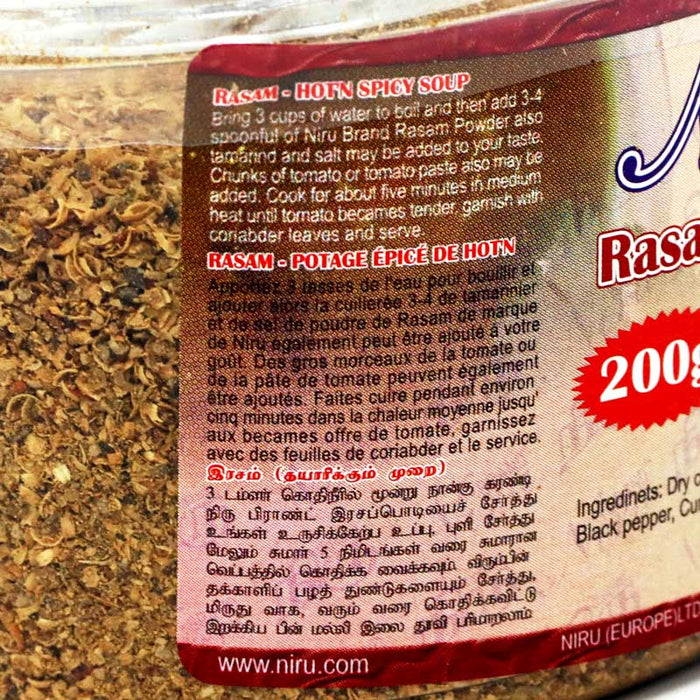 RASAM - HOT'N SPICY SOUP
Bring 3 cups of water to boil and then add 3-4
spoonful of Niru Brand Rasam Powder also
tamarind and salt may be added to your taste.
Chunks of tomato or tomato paste also may be
added. Cook for about five minutes in medium
heat until tomato becames tender, garnish with
coriabder leaves and serve.
RASAM - POTAGE ÉPICÉ DE HOT'N
Apportez 3 tasses de l'eau pour bouillir et
ajouter alors la cuillerée 3-4 de tamarinier
et de sel de poudre de Rasam de marque
de Niru également peut être ajouté à votre
goût. Des gros morceaux de la tomate ou
de la pâte de tomate peuvent également
être ajoutés. Faites cuire pendant environ
cinq minutes dans la chaleur moyenne jusqu'
aux becames offre de tomate, garnissez
avec des feuilles de coriabder et le service.
இரசம் (தயாரிக்கும் முறை)
3 டம்ளர் கொதிநீரில் மூன்று நான்கு கரண்டி
நிரு பிராண்ட் இரசப்பொடியைச் சேர்த்து
உங்கள் உருசிக்கேற்ப உப்பு, புளி சேர்த்து
மேலும் சுமார் 5 நிமிடங்கள் வரை சுமாரான
வெப்பத்தில் கொதிக்க வைக்கவும். விரும்பின்
தக்காளிப் பழத் துண்டுகளையும் சேர்த்து,
மிருது வாக, வரும் வரை கொதிக்கவிட்டு
இறக்கிய பின் மல்லி இலை தூவி பரிமாறலாம்
www.niru.com
Rasa
200g
Ingredinets: Dry
Black pepper, Cu
NIRU (EUROPE)LTD